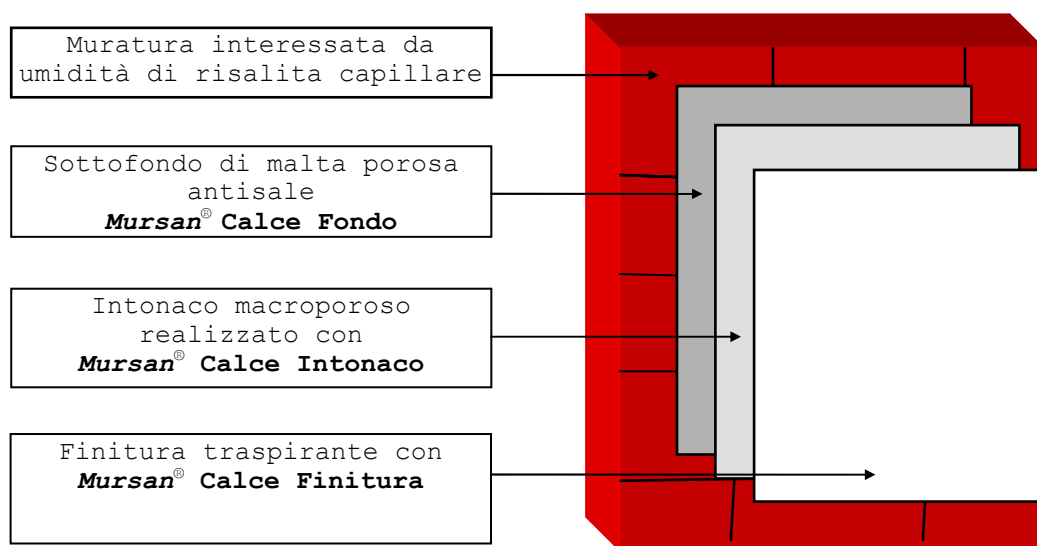 Muratura interessata da
umidità di risalita capillare
Sottofondo di malta porosa
antisale
Mursan® Calce Fondo
Intonaco macroporoso
realizzato con
Mursan® Calce Intonaco
Finitura traspirante con
Mursan® Calce Finitura